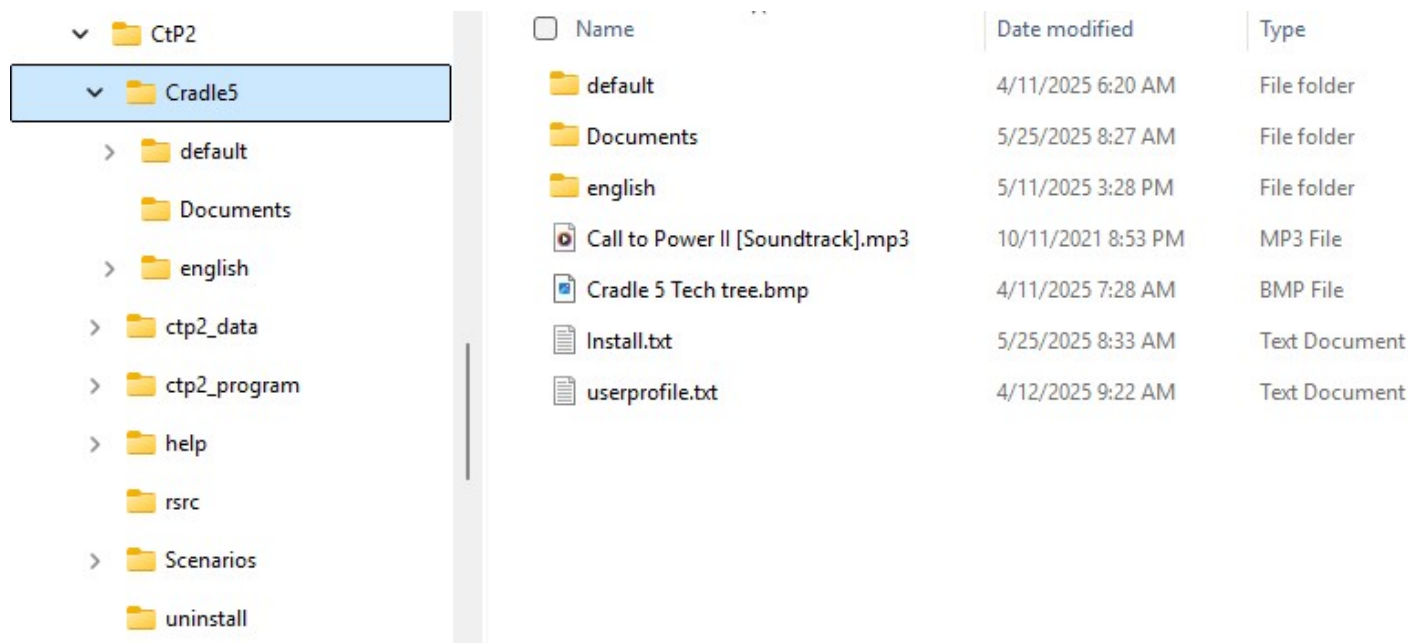 CtP2
Cradle5
default
Documents
english
ctp2_data
ctp2_program
help
rsrc
Scenarios
uninstall
Name Date modified Type
default 4/11/2025 6:20 AM File folder
Documents 5/25/2025 8:27 AM File folder
english 5/11/2025 3:28 PM File folder
Call to Power II [Soundtrack].mp3 10/11/2021 8:53 PM MP3 File
Cradle 5 Tech tree.bmp 4/11/2025 7:28 AM BMP File
Install.txt 5/25/2025 8:33 AM Text Document
userprofile.txt 4/12/2025 9:22 AM Text Document